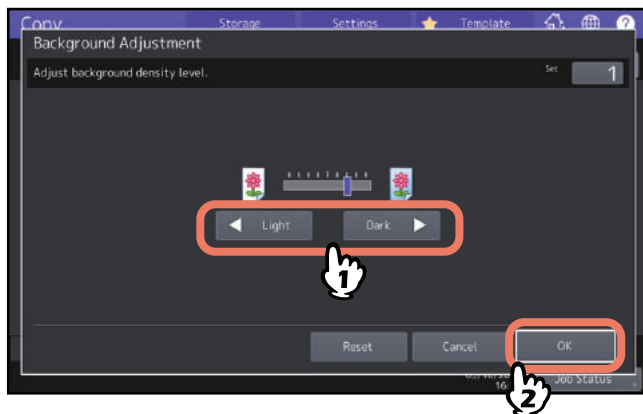 Copy Storage Settings Template
Background Adjustment
Adjust background density level. Set 1
Light Dark
1
Reset Cancel OK
Job Status
2